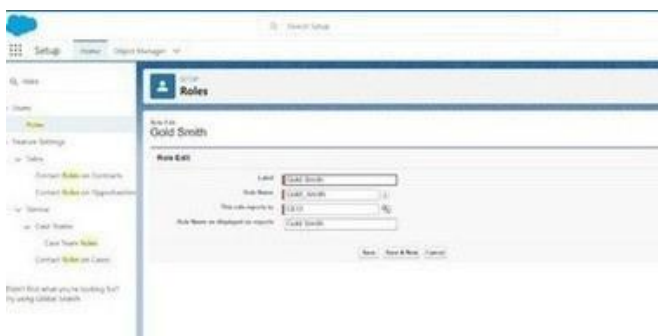 Search Setup
Setup
Home
Object Manager
Users
Roles
Feature Settings
Sales
Contact Roles on Contracts
Contact Roles on Opportunities
Service
Case Teams
Case Team Roles
Contact Roles on Cases
Didn't find what you're looking for?
Try using Global Search.
SETUP
Roles
Role Edit
Gold Smith
Role Edit
Label
Gold Smith
Role Name
Gold_Smith
This role reports to
CEO
Role Name as displayed on reports
Gold Smith
Save
Save & New
Cancel